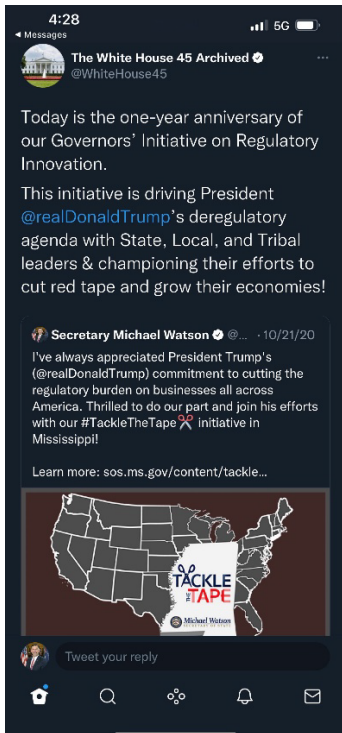 4:28
5G
◄ Messages
The White House 45 Archived
@WhiteHouse45
Today is the one-year anniversary of
our Governors' Initiative on Regulatory
Innovation.
This initiative is driving President
@realDonaldTrump's deregulatory
agenda with State, Local, and Tribal
leaders & championing their efforts to
cut red tape and grow their economies!
Secretary Michael Watson @... · 10/21/20
I've always appreciated President Trump's
(@realDonaldTrump) commitment to cutting the
regulatory burden on businesses all across
America. Thrilled to do our part and join his efforts
with our #TackleTheTape✂️ initiative in
Mississippi!
Learn more: sos.ms.gov/content/tackle...
TACKLE
THE TAPE
Michael Watson
SECRETARY OF STATE
Tweet your reply